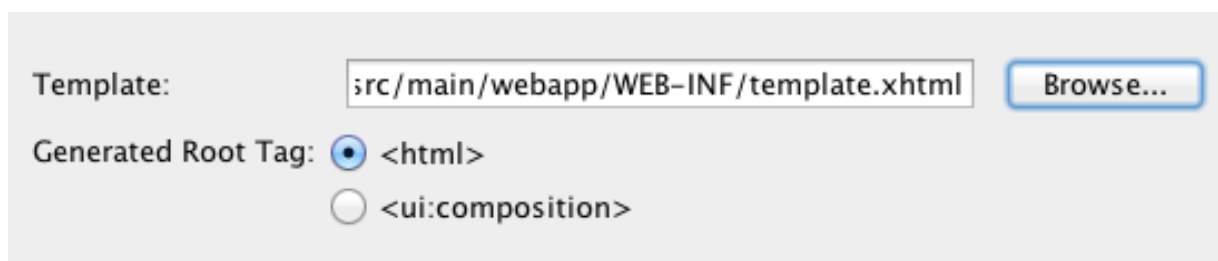 Template: src/main/webapp/WEB-INF/template.xhtml Browse...
Generated Root Tag: <html>
<ui:composition>